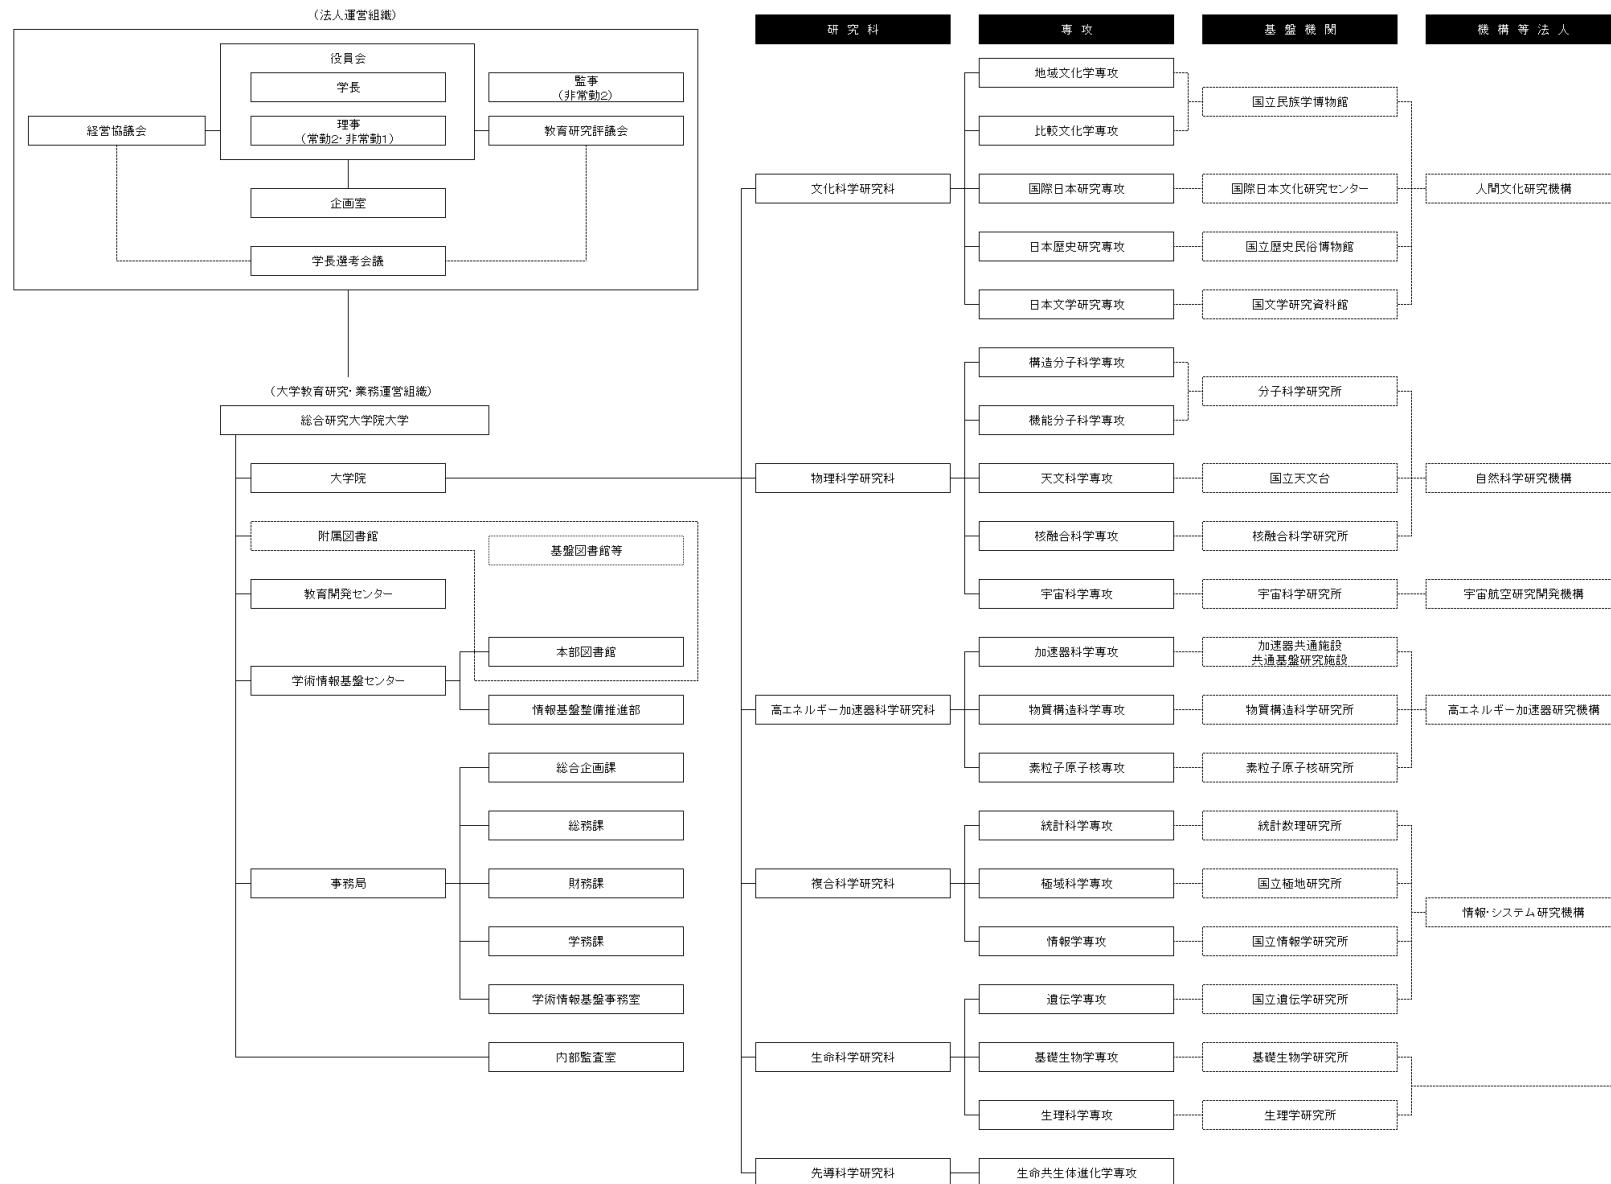 (法人運営組織)
役員会
学長
監事
(非常勤2)
経営協議会
理事
(常勤2・非常勤1)
教育研究評議会
企画室
学長選考会議
(大学教育研究・業務運営組織)
総合研究大学院大学
大学院
附属図書館
基盤図書館等
教育開発センター
本部図書館
学術情報基盤センター
情報基盤整備推進部
総合企画課
総務課
事務局
財務課
学務課
学術情報基盤事務室
内部監査室
研究科
専攻
基盤機関
機構等法人
地域文化学専攻
国立民族学博物館
比較文化学専攻
文化科学研究科
国際日本研究専攻
国際日本文化研究センター
人間文化研究機構
日本歴史研究専攻
国立歴史民俗博物館
日本文学研究専攻
国文学研究資料館
構造分子科学専攻
分子科学研究所
機能分子科学専攻
物理科学研究科
天文科学専攻
国立天文台
自然科学研究機構
核融合科学専攻
核融合科学研究所
宇宙科学専攻
宇宙科学研究所
宇宙航空研究開発機構
加速器科学専攻
加速器共通施設
共通基盤研究施設
高エネルギー加速器科学研究科
物質構造科学専攻
物質構造科学研究所
高エネルギー加速器研究機構
素粒子原子核専攻
素粒子原子核研究所
統計科学専攻
統計数理研究所
複合科学研究科
極域科学専攻
国立極地研究所
情報・システム研究機構
情報学専攻
国立情報学研究所
遺伝学専攻
国立遺伝学研究所
生命科学研究科
基礎生物学専攻
基礎生物学研究所
生理科学専攻
生理学研究所
先導科学研究科
生命共生体進化学専攻